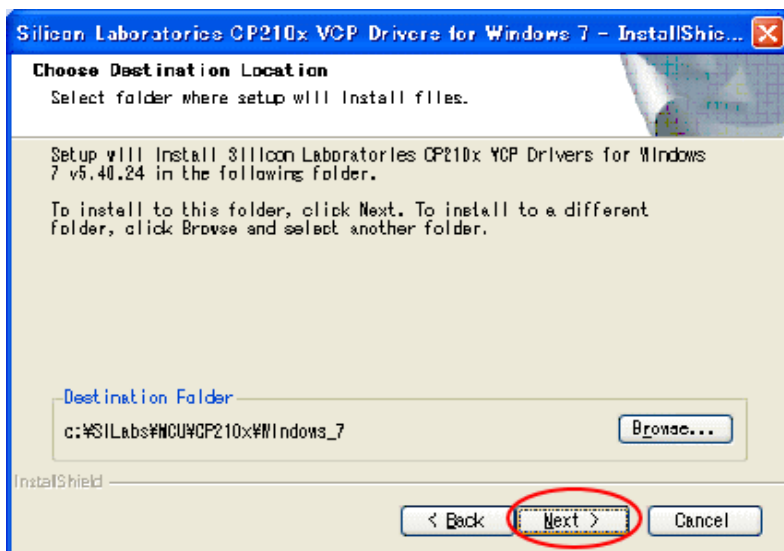 Silicon Laboratories CP210x VCP Drivers for Windows 7 - InstallShie...
Choose Destination Location
Select folder where setup will install files.
Setup will install Silicon Laboratories CP210x VCP Drivers for Windows
7 v5.40.24 in the following folder.
To install to this folder, click Next. To install to a different
folder, click Browse and select another folder.
Destination Folder
c:¥SiLabs¥MCU¥CP210x¥Windows_7
Browse...
InstallShield
< Back
Next >
Cancel